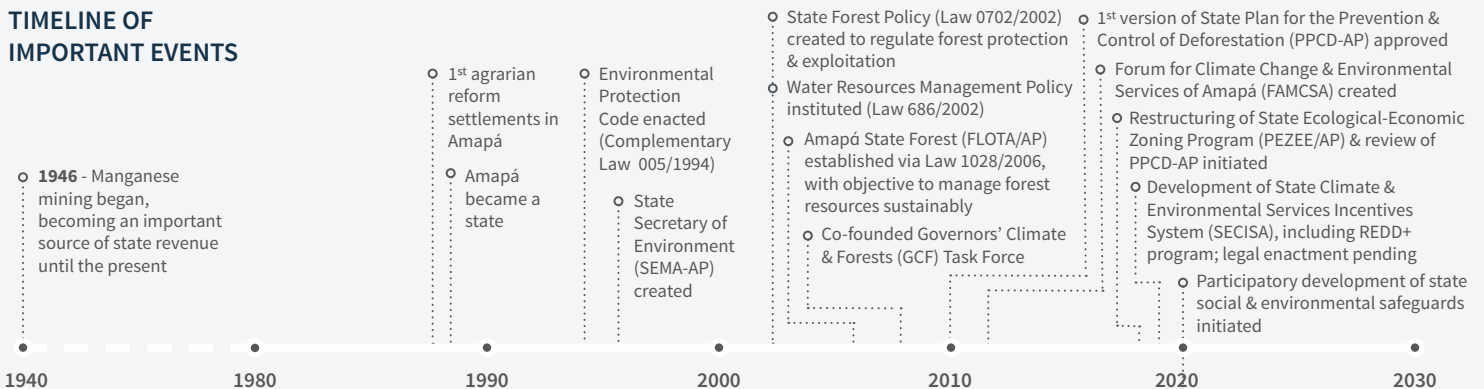 TIMELINE OF
IMPORTANT EVENTS
1946 - Manganese
mining began,
becoming an important
source of state revenue
until the present
1st agrarian
reform
settlements in
Amapá
Amapá
became a
state
Environmental
Protection
Code enacted
(Complementary
Law 005/1994)
State
Secretary of
Environment
(SEMA-AP)
created
State Forest Policy (Law 0702/2002)
created to regulate forest protection
& exploitation
Water Resources Management Policy
instituted (Law 686/2002)
Amapá State Forest (FLOTA/AP)
established via Law 1028/2006,
with objective to manage forest
resources sustainably
Co-founded Governors’ Climate
& Forests (GCF) Task Force
1st version of State Plan for the Prevention &
Control of Deforestation (PPCD-AP) approved
Forum for Climate Change & Environmental
Services of Amapá (FAMCSA) created
Restructuring of State Ecological-Economic
Zoning Program (PEZEE/AP) & review of
PPCD-AP initiated
Development of State Climate &
Environmental Services Incentives
System (SECISA), including REDD+
program; legal enactment pending
Participatory development of state
social & environmental safeguards
initiated
1940
1980
1990
2000
2010
2020
2030